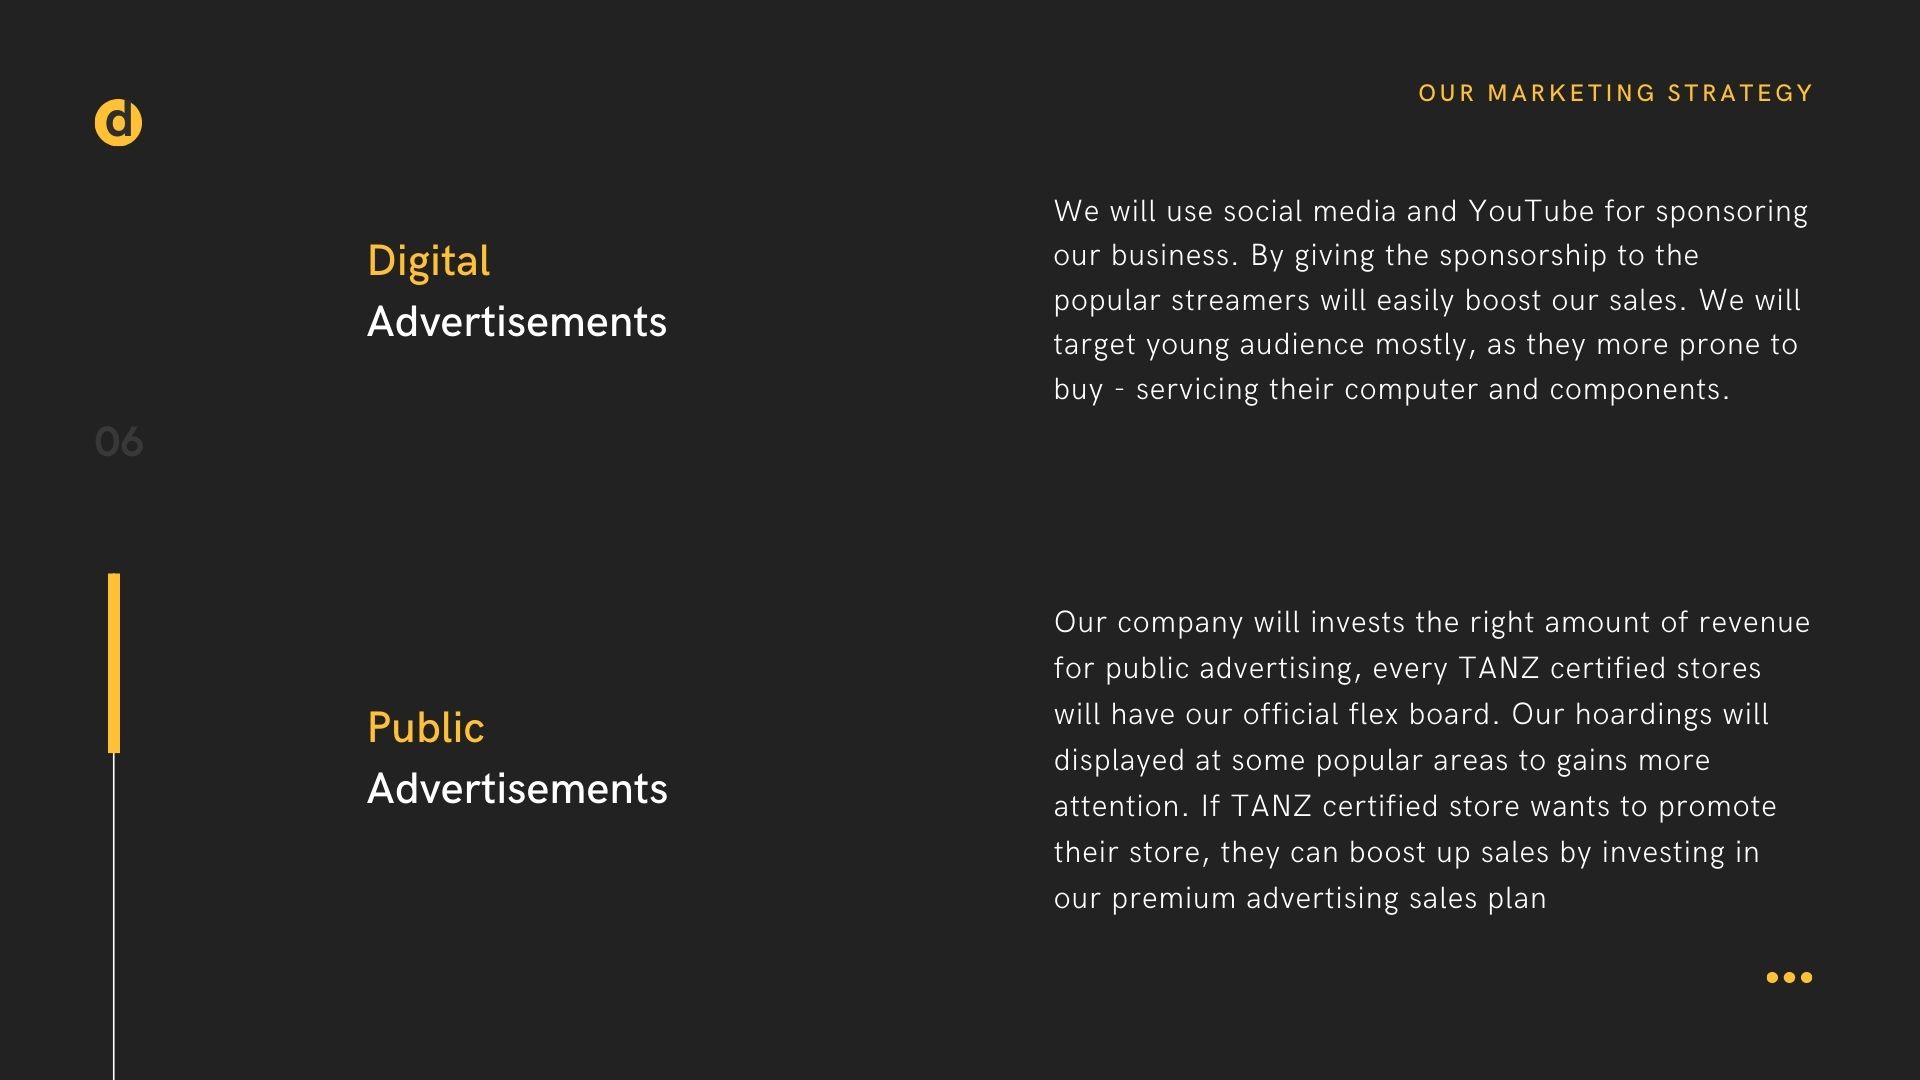 d
OUR MARKETING STRATEGY
Digital
Advertisements
We will use social media and YouTube for sponsoring
our business. By giving the sponsorship to the
popular streamers will easily boost our sales. We will
target young audience mostly, as they more prone to
buy - servicing their computer and components.
06
Public
Advertisements
Our company will invests the right amount of revenue
for public advertising, every TANZ certified stores
will have our official flex board. Our hoardings will
displayed at some popular areas to gains more
attention. If TANZ certified store wants to promote
their store, they can boost up sales by investing in
our premium advertising sales plan